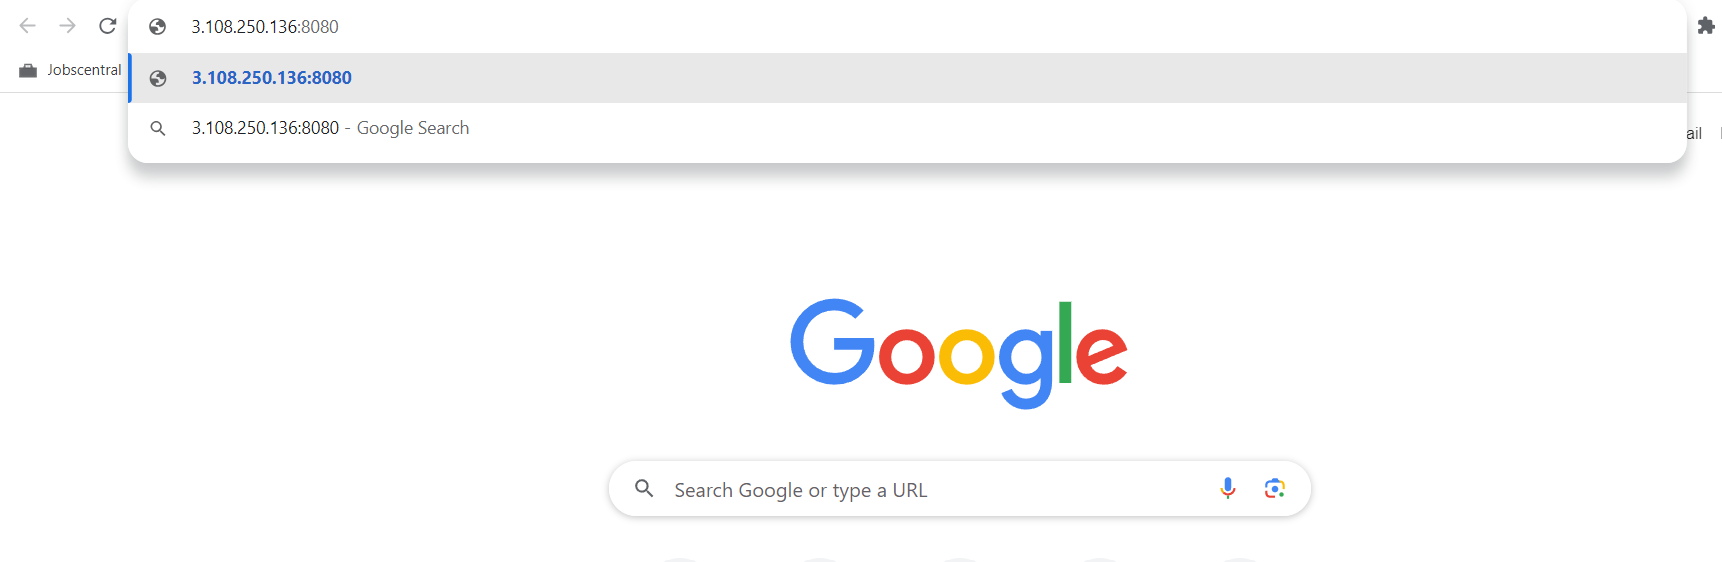 3.108.250.136:8080
Jobscentral
3.108.250.136:8080
3.108.250.136:8080 - Google Search
ail
Google
Search Google or type a URL